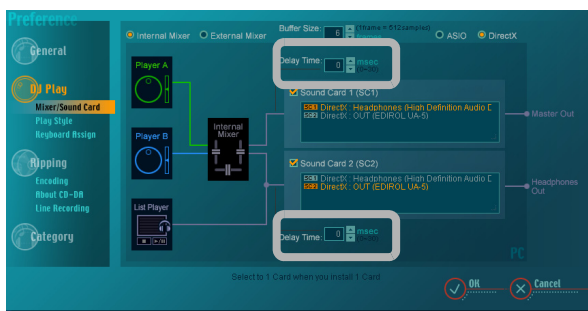 Preference
General
DJ Play
Mixer/Sound Card
Play Style
Keyboard Assign
Ripping
Encoding
About CD-DA
Line Recording
Category
Internal Mixer External Mixer
Buffer Size: 6 (1frame = 512samples)
ASIO DirectX
Delay Time: 0 msec
Player A
Player B
Internal
Mixer
List Player
Sound Card 1 (SC1)
DirectX : Headphones (High Definition Audio D
DirectX : OUT (EDIROL UA-5)
Master Out
Sound Card 2 (SC2)
DirectX : Headphones (High Definition Audio D
DirectX : OUT (EDIROL UA-5)
Headphones
Out
Delay Time: 0 msec
PC
Select to 1 Card when you install 1 Card
OK Cancel